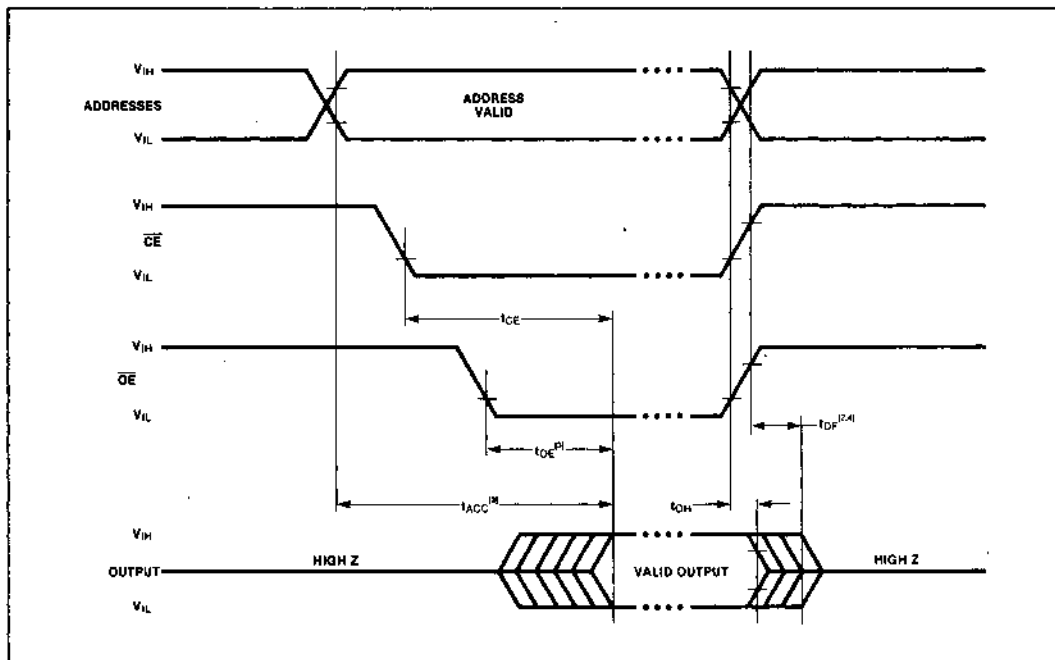 VIH
ADDRESSES
ADDRESS
VALID
VIL
VIH
CE
VIL
tCE
VIH
OE
VIL
tDF[2,4]
tOE[3]
tACC[3]
tOH
VIH
HIGH Z
OUTPUT
VALID OUTPUT
HIGH Z
VIL